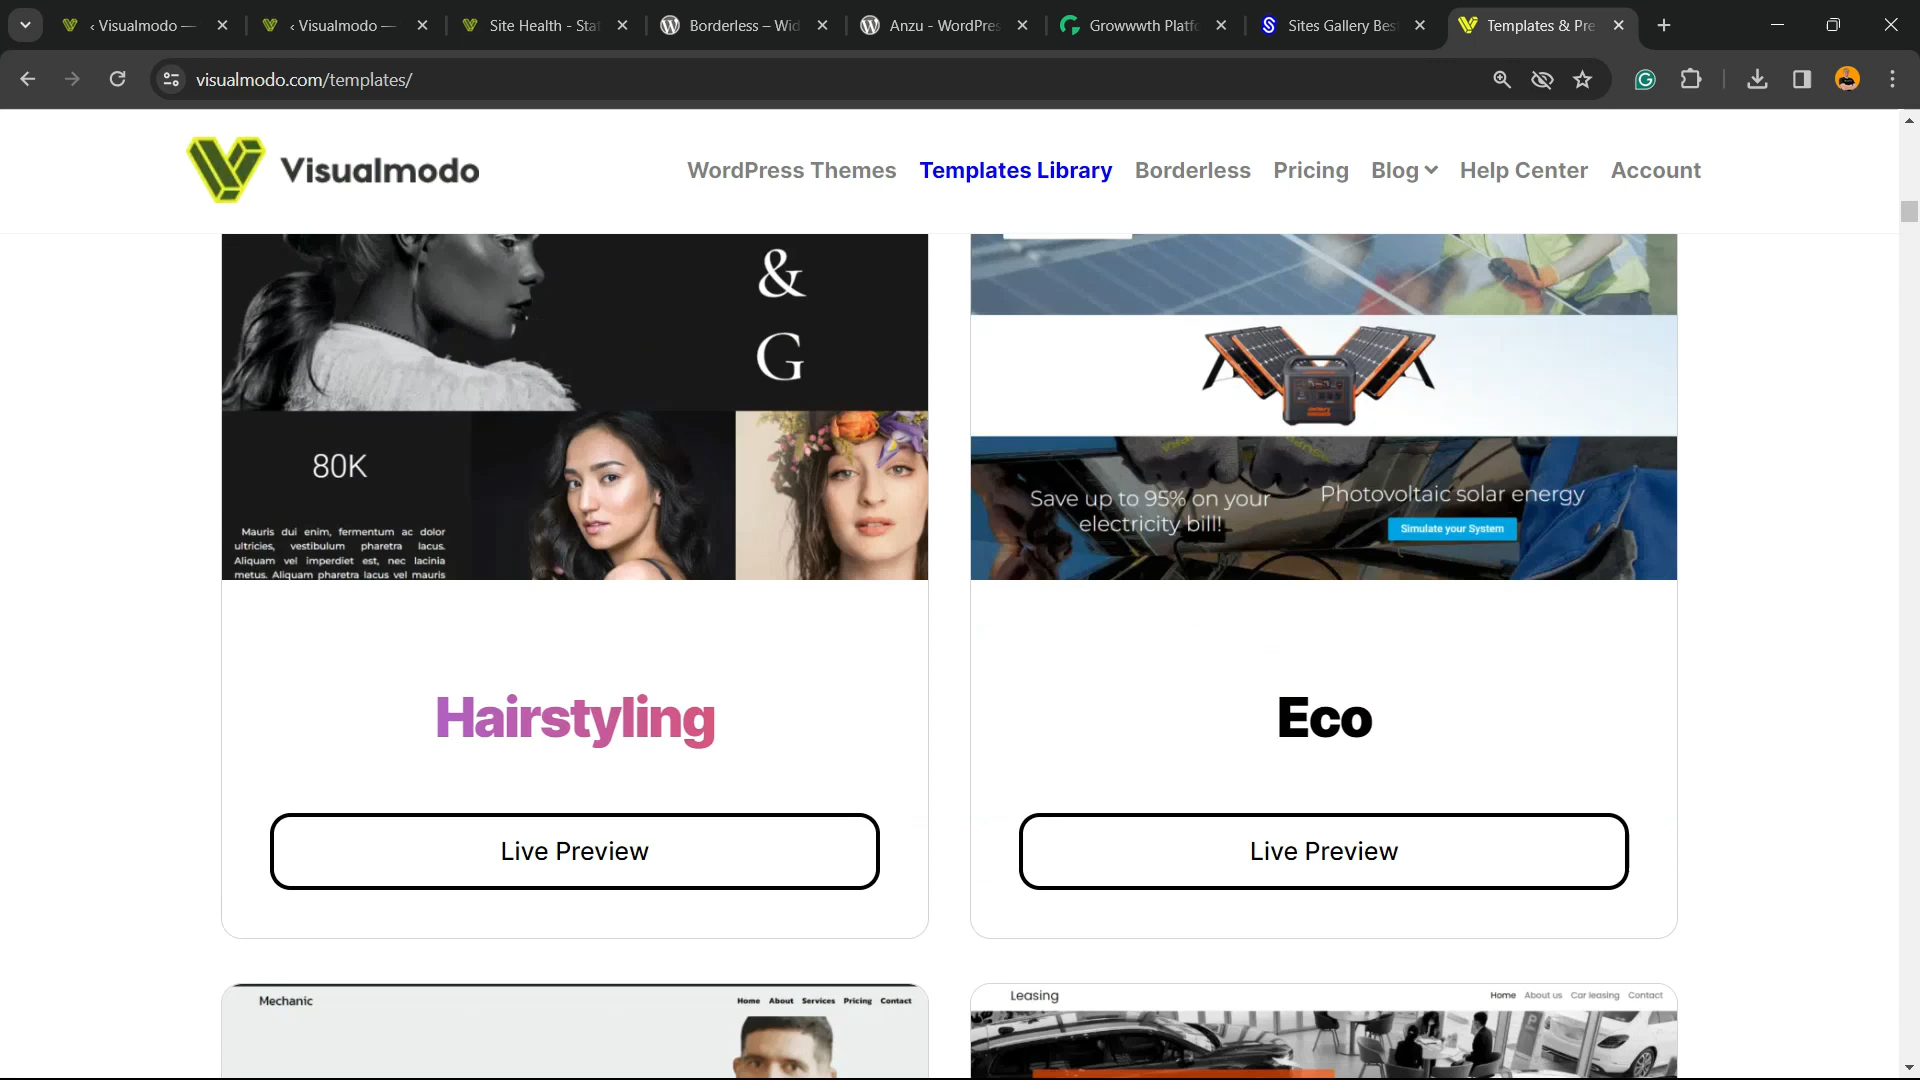 ‹ Visualmodo —
‹ Visualmodo —
Site Health - Stat
Borderless – Wid
Anzu - WordPres
Growwwth Platfo
Sites Gallery Bes
Templates & Pre
visualmodo.com/templates/
Visualmodo
WordPress Themes
Templates Library
Borderless
Pricing
Blog
Help Center
Account
&
G
80K
Mauris dui enim, fermentum ac dolor
ultricies, vestibulum pharetra lacus.
Aliquam vel imperdiet est, nec lacinia
metus. Aliquam pharetra lacus vel mauris
Save up to 95% on your
electricity bill!
Photovoltaic solar energy
Simulate your System
Hairstyling
Eco
Live Preview
Live Preview
Mechanic
Home About Services Pricing Contact
Leasing
Home About us Car leasing Contact